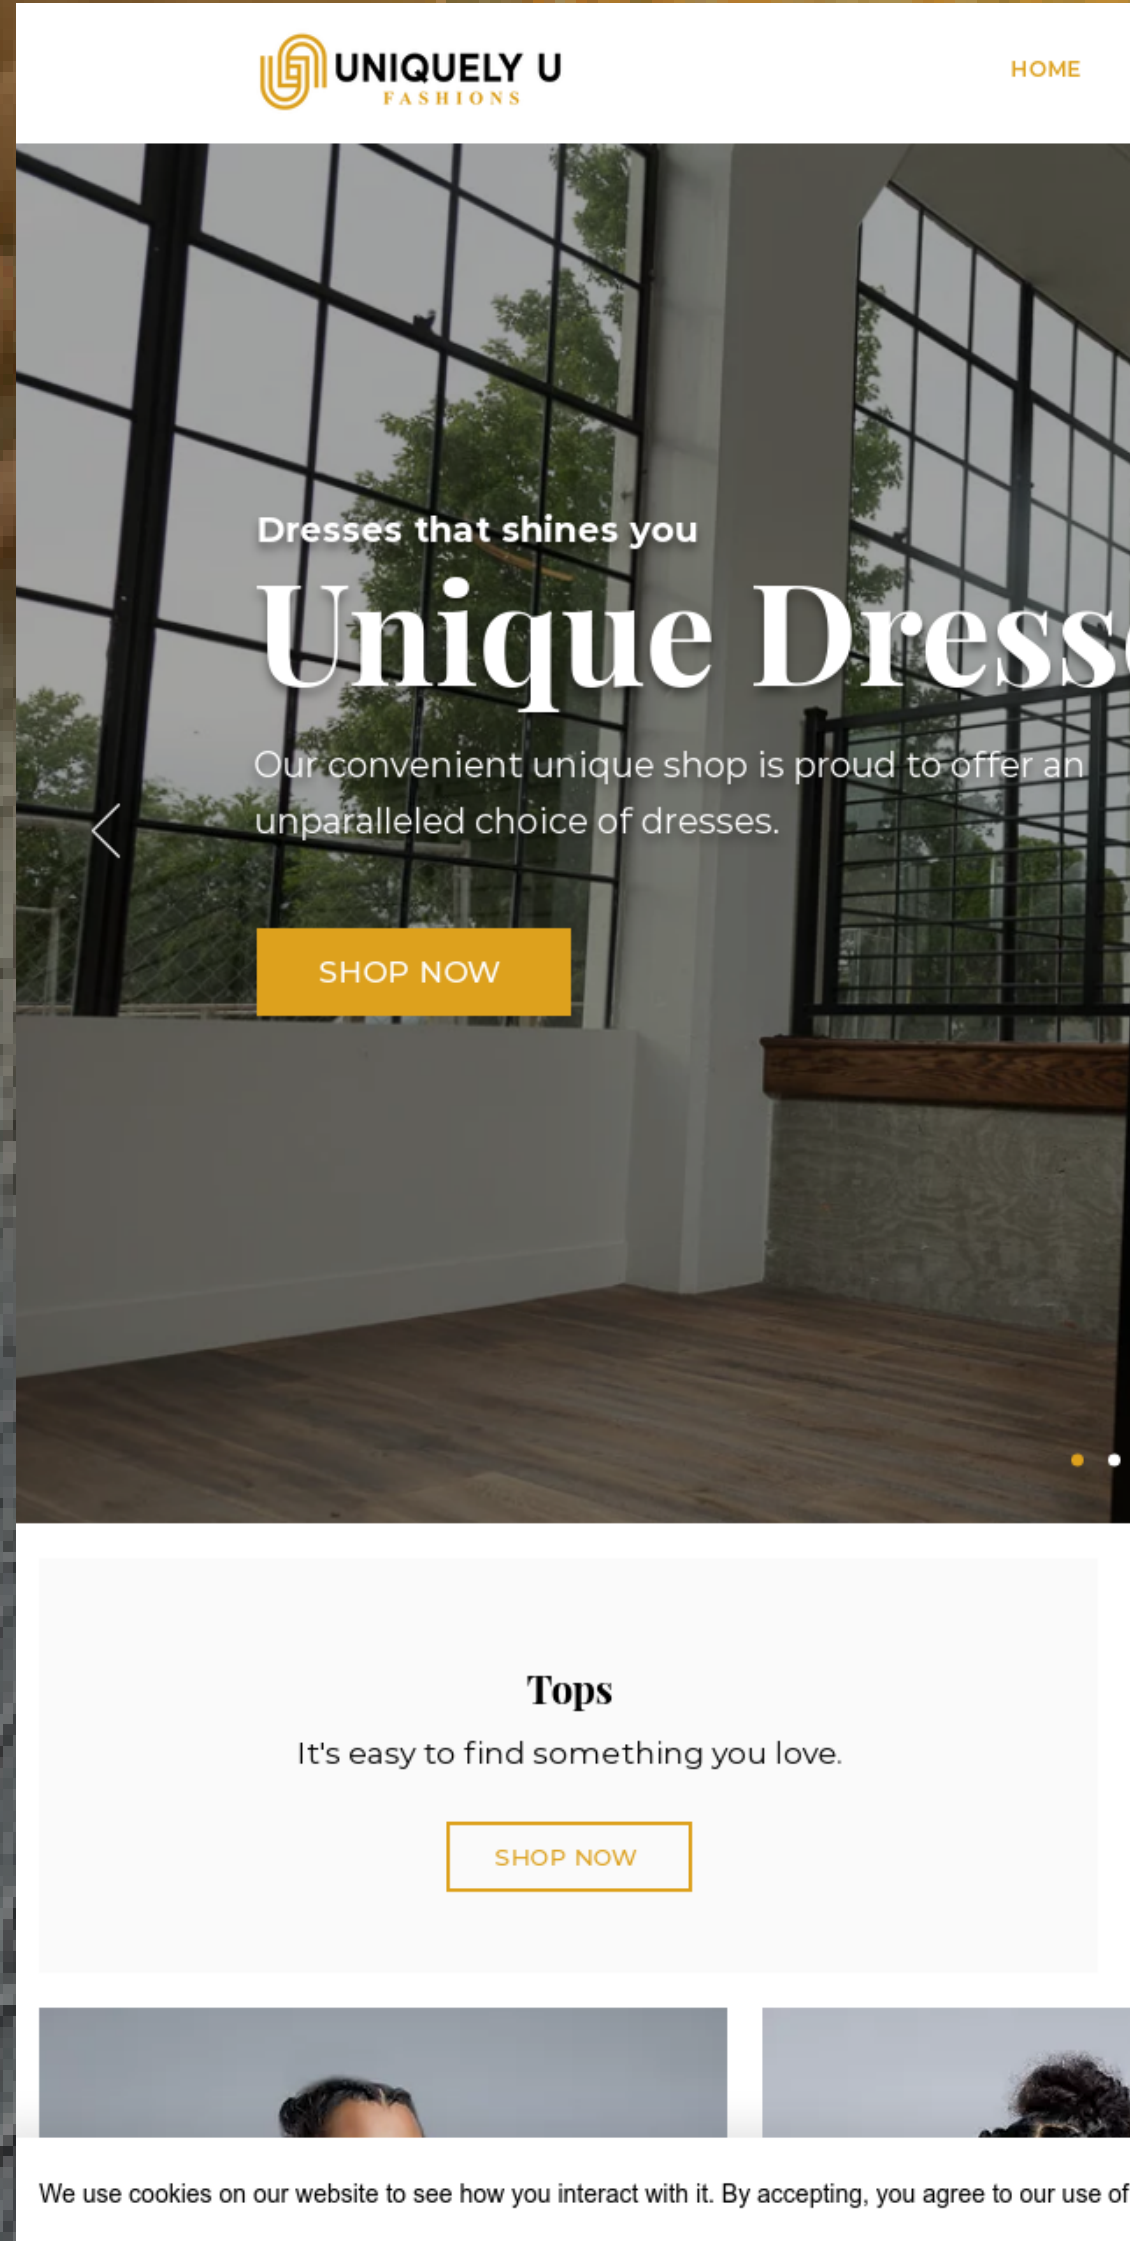 UNIQUELY U
FASHIONS
HOME
Dresses that shines you
Unique Dresse
Our convenient unique shop is proud to offer an
unparalleled choice of dresses.
SHOP NOW
Tops
It's easy to find something you love.
SHOP NOW
We use cookies on our website to see how you interact with it. By accepting, you agree to our use of